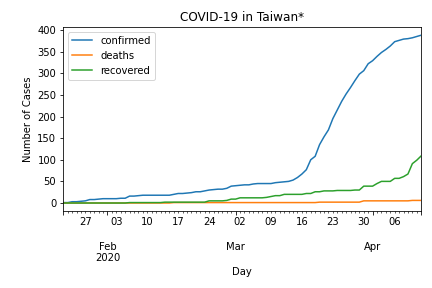 COVID-19 in Taiwan*
confirmed
deaths
recovered
Number of Cases
400
350
300
250
200
150
100
50
0
27 03 10 17 24 02 09 16 23 30 06
Feb Mar Apr
2020
Day